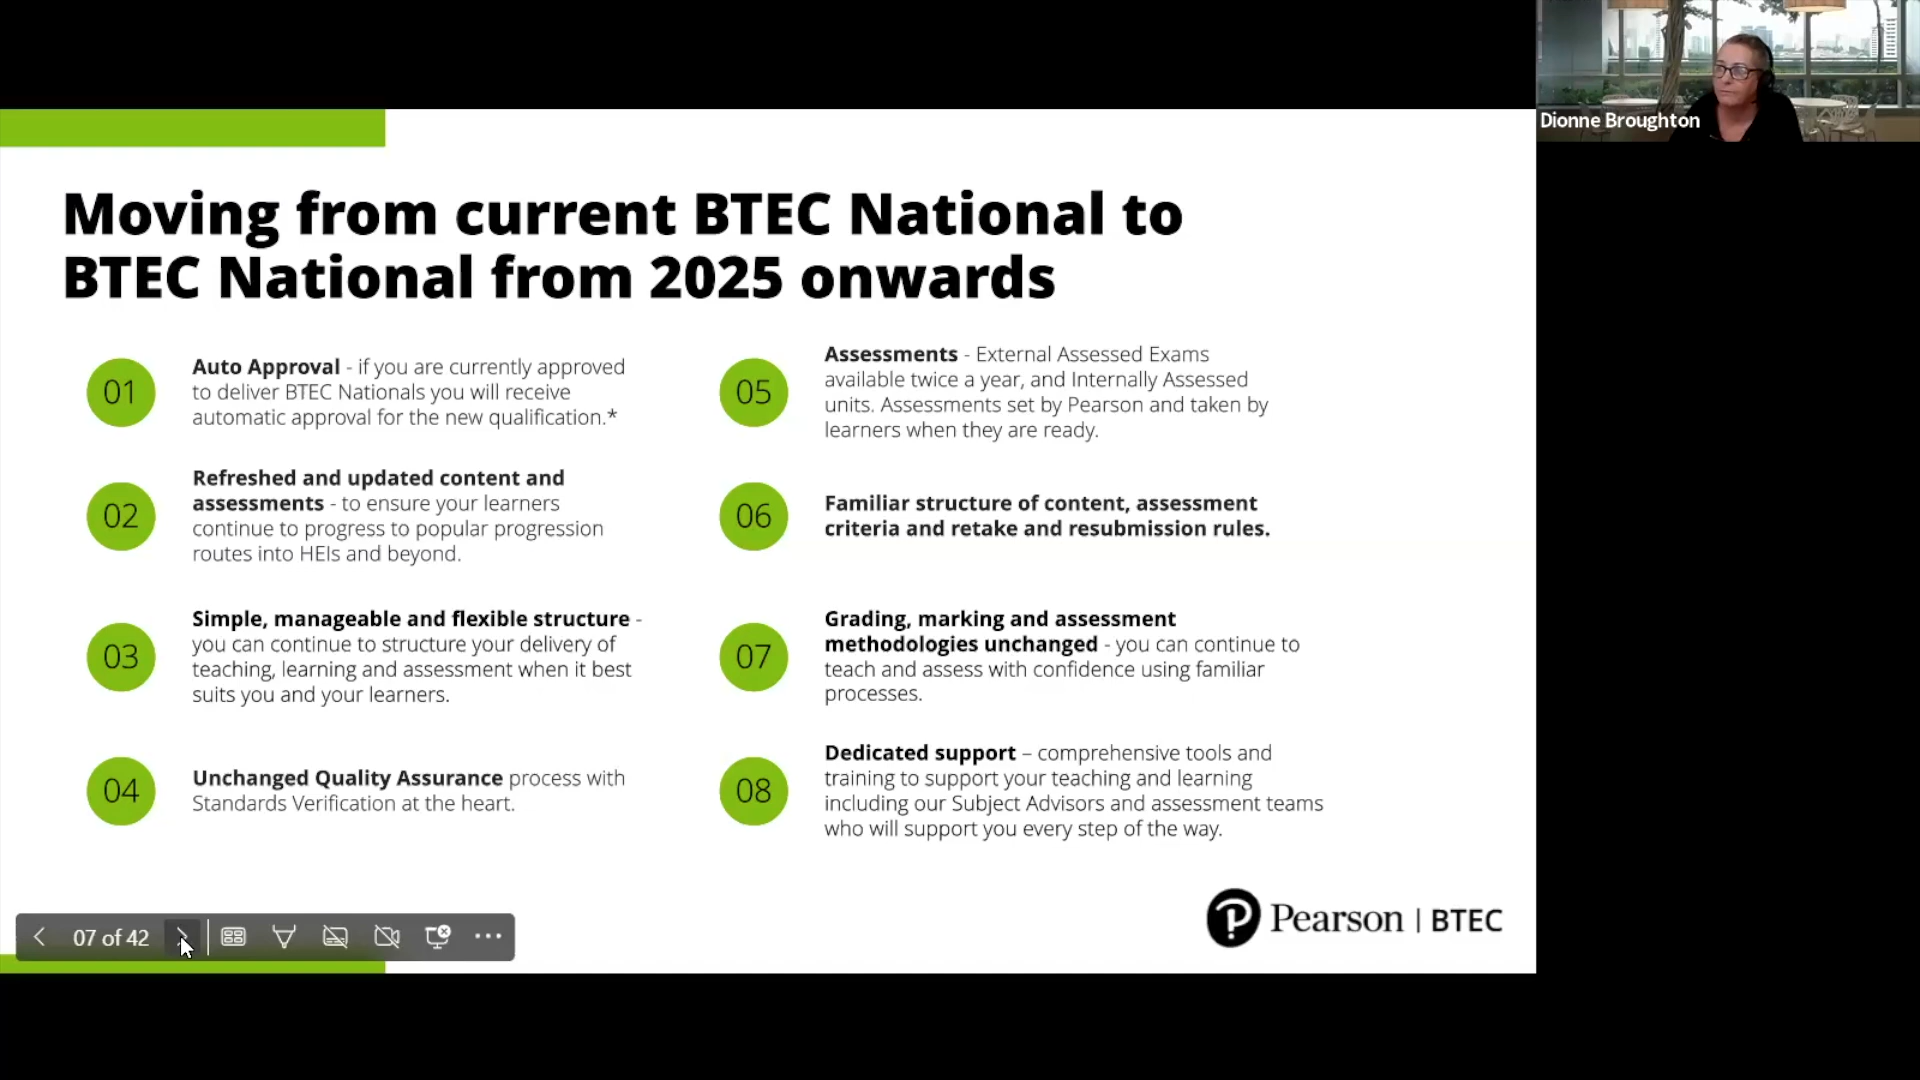 Dionne Broughton
Moving from current BTEC National to
BTEC National from 2025 onwards
01
Auto Approval - if you are currently approved
to deliver BTEC Nationals you will receive
automatic approval for the new qualification.*
02
Refreshed and updated content and
assessments - to ensure your learners
continue to progress to popular progression
routes into HEIs and beyond.
03
Simple, manageable and flexible structure -
you can continue to structure your delivery of
teaching, learning and assessment when it best
suits you and your learners.
04
Unchanged Quality Assurance process with
Standards Verification at the heart.
05
Assessments - External Assessed Exams
available twice a year, and Internally Assessed
units. Assessments set by Pearson and taken by
learners when they are ready.
06
Familiar structure of content, assessment
criteria and retake and resubmission rules.
07
Grading, marking and assessment
methodologies unchanged - you can continue to
teach and assess with confidence using familiar
processes.
08
Dedicated support – comprehensive tools and
training to support your teaching and learning
including our Subject Advisors and assessment teams
who will support you every step of the way.
07 of 42
Pearson | BTEC